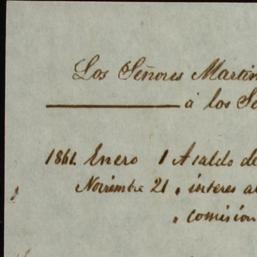 Los Señores Martin
á los Se
1861. Enero 1 A saldo de
Noviembre 21 " interes a
" comision